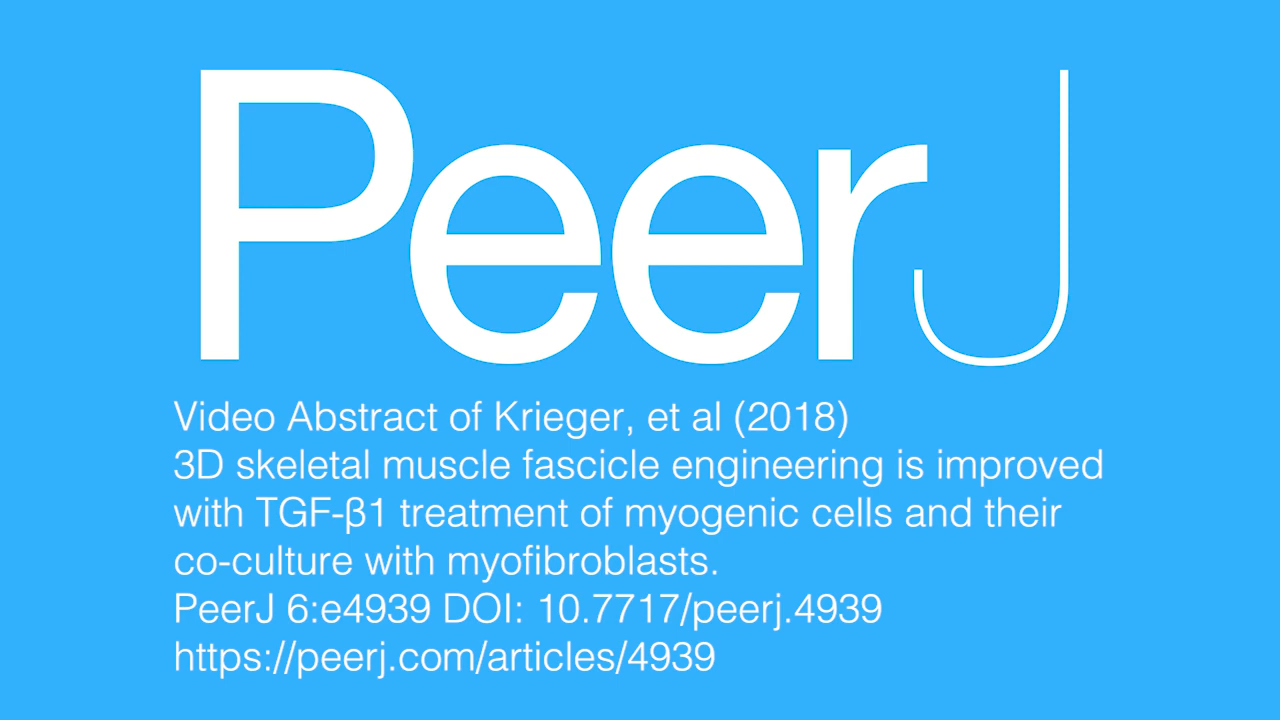 PeerJ
Video Abstract of Krieger, et al (2018)
3D skeletal muscle fascicle engineering is improved
with TGF-β1 treatment of myogenic cells and their
co-culture with myofibroblasts.
PeerJ 6:e4939 DOI: 10.7717/peerj.4939
https://peerj.com/articles/4939